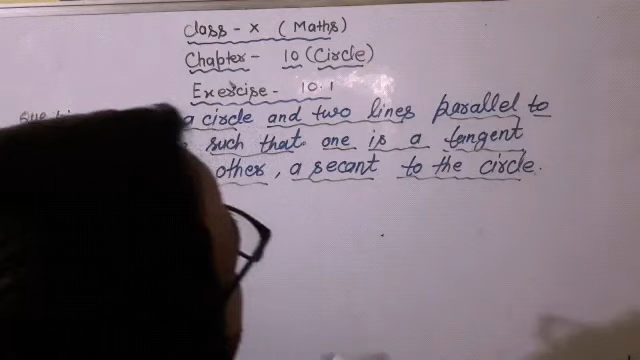 Class - X (Maths)
Chapter - 10 (Circle)
Exercise - 10.1
a circle and two lines parallel to
such that one is a tangent
other, a secant to the circle.